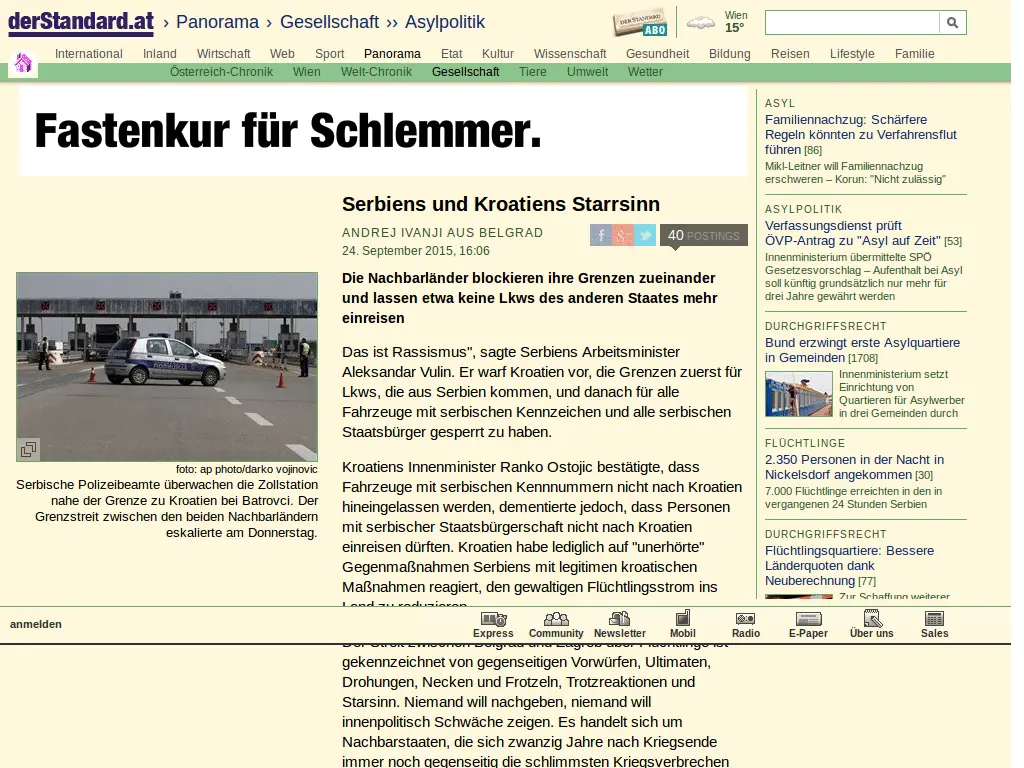 derStandard.at › Panorama › Gesellschaft ›› Asylpolitik
DER STANDARD
ABO
Wien
15°
International Inland Wirtschaft Web Sport Panorama Etat Kultur Wissenschaft Gesundheit Bildung Reisen Lifestyle Familie
Österreich-Chronik Wien Welt-Chronik Gesellschaft Tiere Umwelt Wetter
Fastenkur für Schlemmer.
Serbiens und Kroatiens Starrsinn
ANDREJ IVANJI AUS BELGRAD
24. September 2015, 16:06
40 POSTINGS
foto: ap photo/darko vojinovic
Serbische Polizeibeamte überwachen die Zollstation
nahe der Grenze zu Kroatien bei Batrovci. Der
Grenzstreit zwischen den beiden Nachbarländern
eskalierte am Donnerstag.
Die Nachbarländer blockieren ihre Grenzen zueinander
und lassen etwa keine Lkws des anderen Staates mehr
einreisen
Das ist Rassismus", sagte Serbiens Arbeitsminister
Aleksandar Vulin. Er warf Kroatien vor, die Grenzen zuerst für
Lkws, die aus Serbien kommen, und danach für alle
Fahrzeuge mit serbischen Kennzeichen und alle serbischen
Staatsbürger gesperrt zu haben.
Kroatiens Innenminister Ranko Ostojic bestätigte, dass
Fahrzeuge mit serbischen Kennnummern nicht nach Kroatien
hineingelassen werden, dementierte jedoch, dass Personen
mit serbischer Staatsbürgerschaft nicht nach Kroatien
einreisen dürften. Kroatien habe lediglich auf "unerhörte"
Gegenmaßnahmen Serbiens mit legitimen kroatischen
Maßnahmen reagiert, den gewaltigen Flüchtlingsstrom ins
Land zu reduzieren.
Der Streit zwischen Belgrad und Zagreb über Flüchtlinge ist
gekennzeichnet von gegenseitigen Vorwürfen, Ultimaten,
Drohungen, Necken und Frotzeln, Trotzreaktionen und
Starsinn. Niemand will nachgeben, niemand will
innenpolitisch Schwäche zeigen. Es handelt sich um
Nachbarstaaten, die sich zwanzig Jahre nach Kriegsende
immer noch gegenseitig die schlimmsten Kriegsverbrechen
ASYL
Familiennachzug: Schärfere
Regeln könnten zu Verfahrensflut
führen [86]
Mikl-Leitner will Familiennachzug
erschweren – Korun: "Nicht zulässig"
ASYLPOLITIK
Verfassungsdienst prüft
ÖVP-Antrag zu "Asyl auf Zeit" [53]
Innenministerium übermittelte SPÖ
Gesetzesvorschlag – Aufenthalt bei Asyl
soll künftig grundsätzlich nur mehr für
drei Jahre gewährt werden
DURCHGRIFFSRECHT
Bund erzwingt erste Asylquartiere
in Gemeinden [1708]
Innenministerium setzt
Einrichtung von
Quartieren für Asylwerber
in drei Gemeinden durch
FLÜCHTLINGE
2.350 Personen in der Nacht in
Nickelsdorf angekommen [30]
7.000 Flüchtlinge erreichten in den in
vergangenen 24 Stunden Serbien
DURCHGRIFFSRECHT
Flüchtlingsquartiere: Bessere
Länderquoten dank
Neuberechnung [77]
Zur Schaffung weiterer
anmelden
Express Community Newsletter Mobil Radio E-Paper Über uns Sales